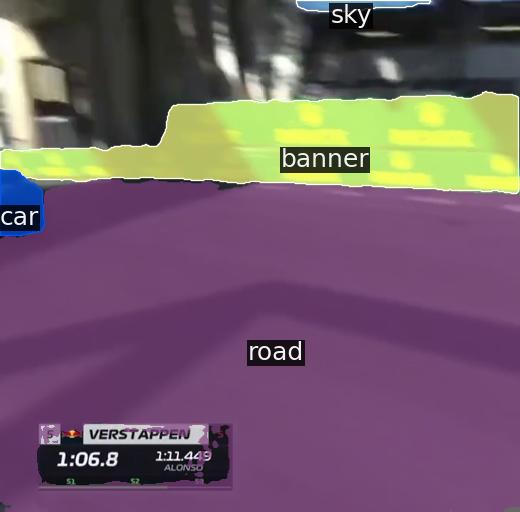 sky
banner
car
road
VERSTAPPEN
1:06.8 1:11.449
ALONSO
S1 S2